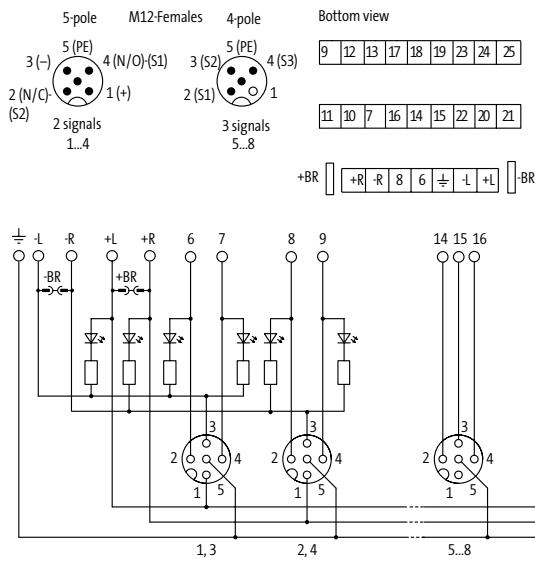 5-pole M12-Females 4-pole Bottom view
5 (PE) 5 (PE)
3 (–) 4 (N/O)-(S1) 3 (S2) 4 (S3)
2 (N/C)- 1 (+) 2 (S1) 1
(S2)
2 signals 3 signals
1...4 5...8
9 12 13 17 18 19 23 24 25
11 10 7 16 14 15 22 20 21
+BR +R -R 8 6 ⏚ -L +L -BR
⏚ -L -R +L +R 6 7 8 9 14 15 16
-BR +BR
3 3 3
2 4 2 4 2 4
1 5 1 5 1 5
1, 3 2, 4 5...8